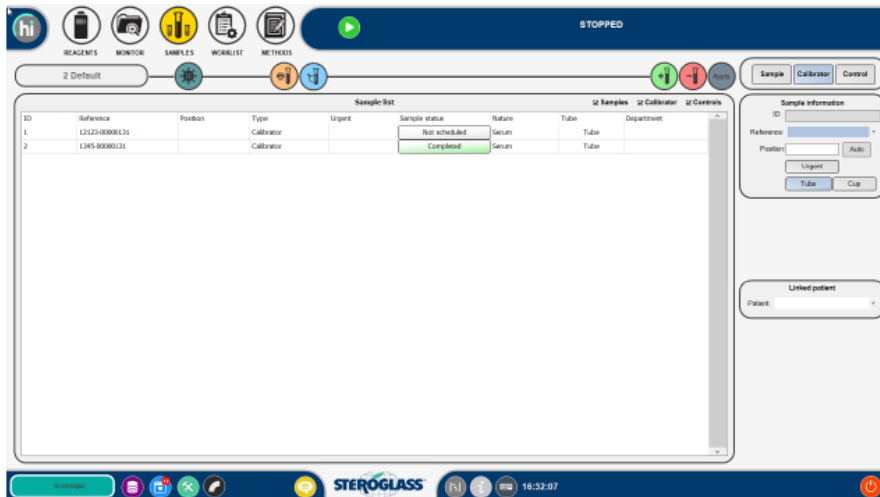 hi
STOPPED
REAGENTS MONITOR SAMPLES WORKLIST METHODS
2 Default
Apply
Sample Calibrator Control
Sample list
Samples Calibrator Controls
ID Reference Position Type Urgent Sample status Nature Tube Department
1 12123-00000131 Calibrator Not scheduled Serum Tube
2 1345-00000131 Calibrator Completed Serum Tube
Sample information
ID:
Reference:
Position: Auto
Urgent
Tube Cup
Linked patient
Patient:
STEROGLASS
16:32:07